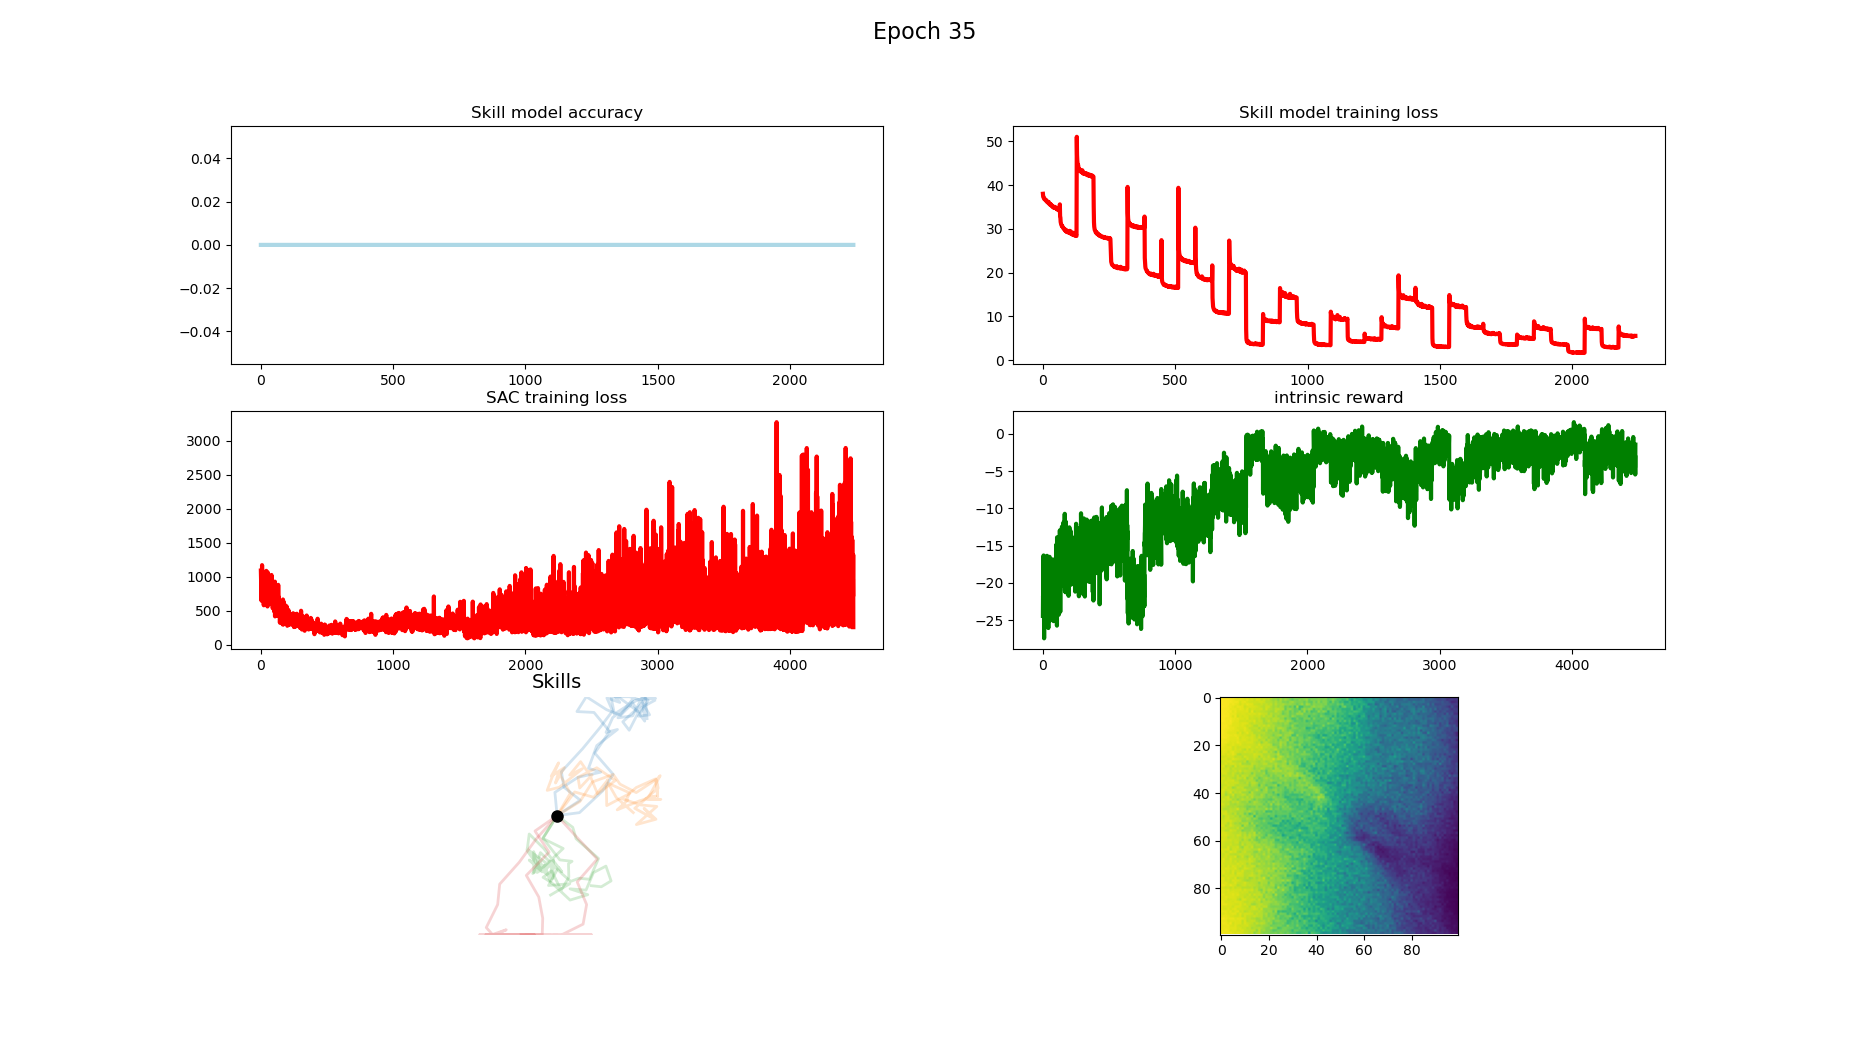 Epoch 35
Skill model accuracy
0.04
0.02
0.00
−0.02
−0.04
0 500 1000 1500 2000
Skill model training loss
50
40
30
20
10
0
0 500 1000 1500 2000
SAC training loss
3000
2500
2000
1500
1000
500
0
0 1000 2000 3000 4000
intrinsic reward
0
−5
−10
−15
−20
−25
0 1000 2000 3000 4000
Skills
0
20
40
60
80
0 20 40 60 80